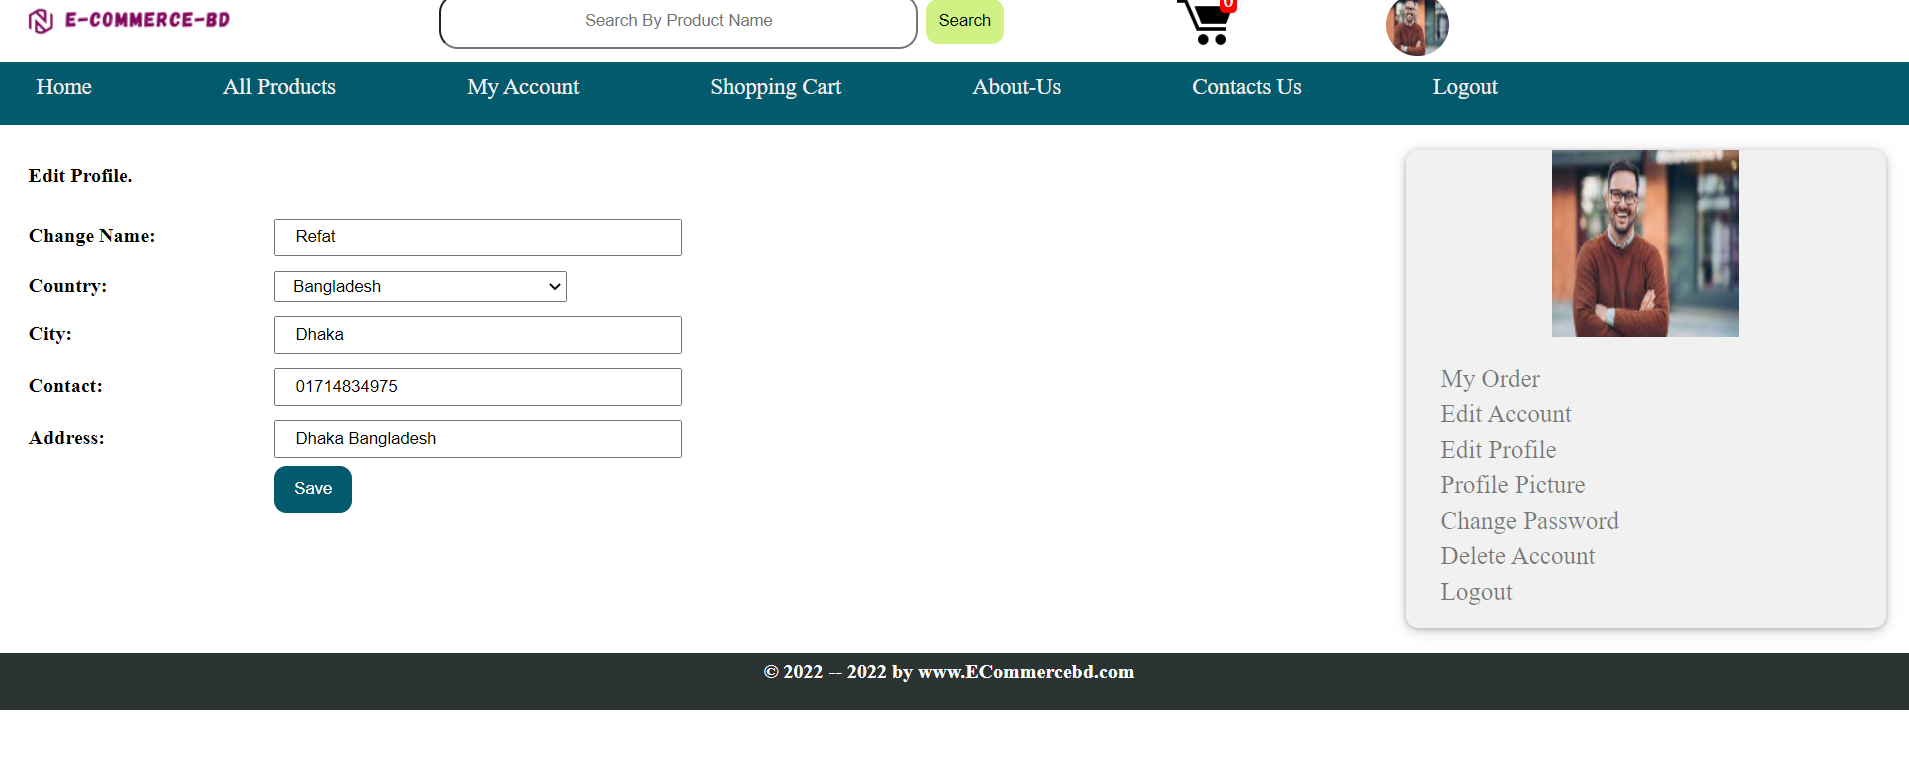 E-COMMERCE-BD
Search By Product Name
Search
0
Home
All Products
My Account
Shopping Cart
About-Us
Contacts Us
Logout
Edit Profile.
Change Name:
Refat
Country:
Bangladesh
City:
Dhaka
Contact:
01714834975
Address:
Dhaka Bangladesh
Save
My Order
Edit Account
Edit Profile
Profile Picture
Change Password
Delete Account
Logout
© 2022 -- 2022 by www.ECommercebd.com